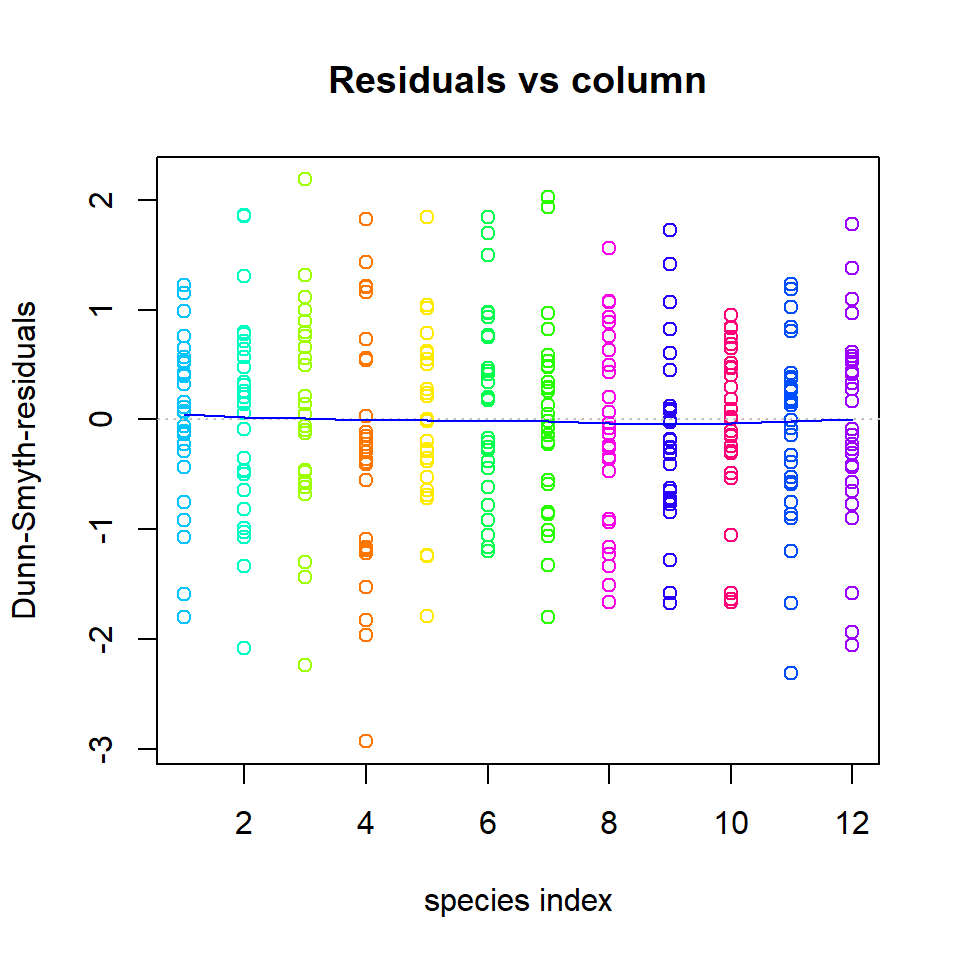 Residuals vs column
Dunn-Smyth-residuals
2
1
0
-1
-2
-3
2 4 6 8 10 12
species index